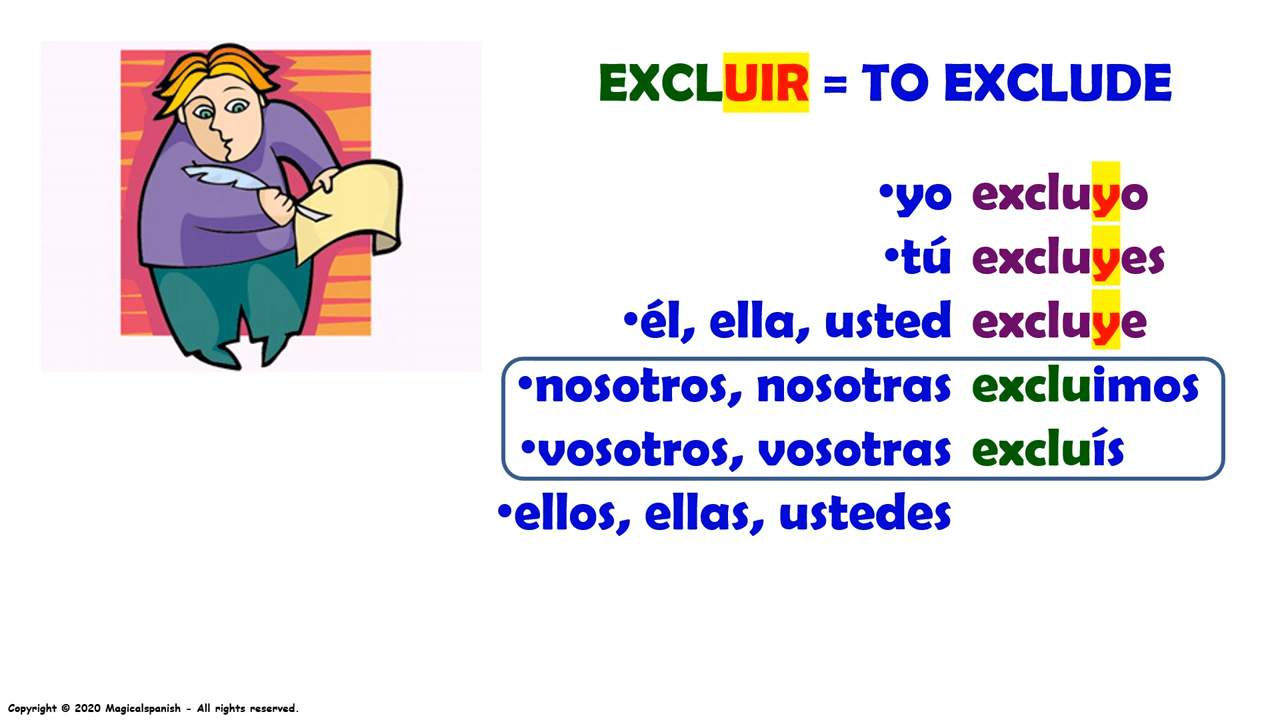 EXCLUIR = TO EXCLUDE
•yo excluyo
•tú excluyes
•él, ella, usted excluye
•nosotros, nosotras excluimos
•vosotros, vosotras excluís
•ellos, ellas, ustedes
Copyright © 2020 Magicalspanish - All rights reserved.